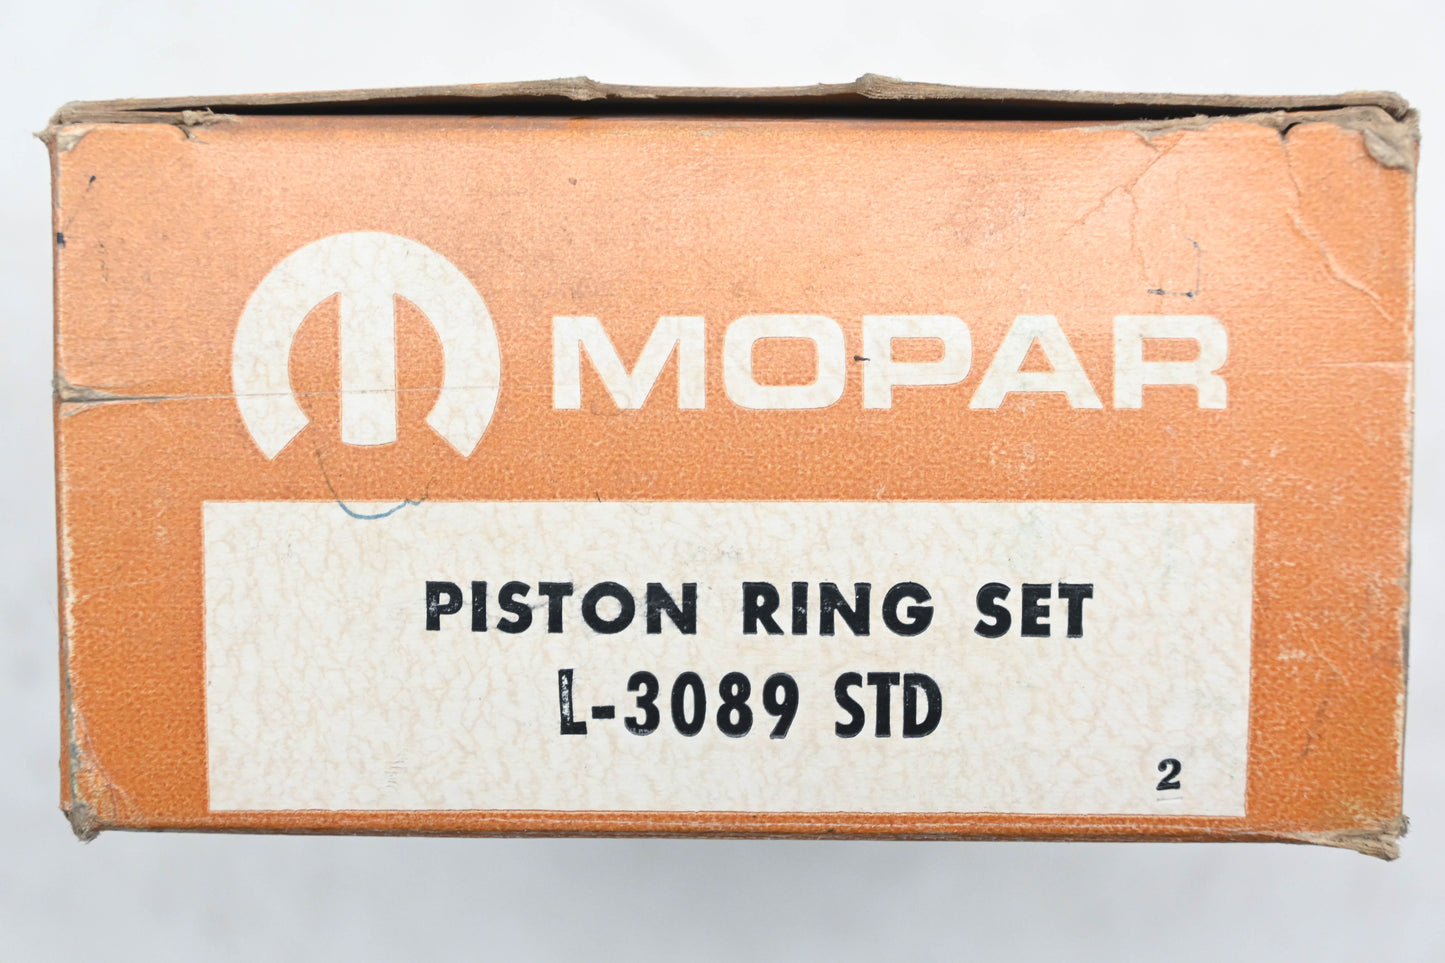 MOPAR
PISTON RING SET
L-3089 STD
2